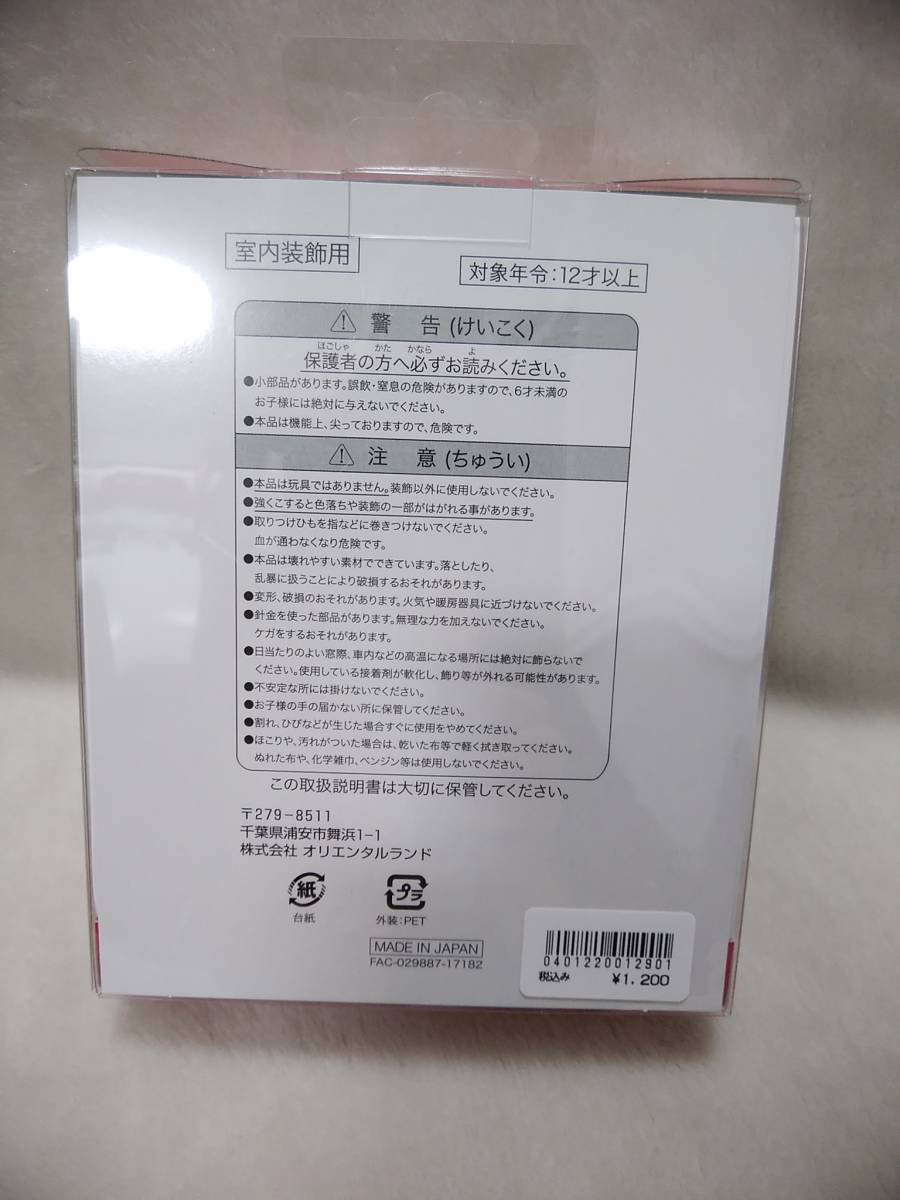 室内装飾用
対象年令:12才以上
⚠ 警 告 (けいこく)
ほごしゃ かた かなら よ
保護者の方へ必ずお読みください。
●小部品があります。誤飲・窒息の危険がありますので、6才未満の
お子様には絶対に与えないでください。
●本品は機能上、尖っておりますので、危険です。
⚠ 注 意 (ちゅうい)
●本品は玩具ではありません。装飾以外に使用しないでください。
●強くこすると色落ちや装飾の一部がはがれる事があります。
●取りつけひもを指などに巻きつけないでください。
血が通わなくなり危険です。
●本品は壊れやすい素材でできています。落としたり、
乱暴に扱うことにより破損するおそれがあります。
●変形、破損のおそれがあります。火気や暖房器具に近づけないでください。
●針金を使った部品があります。無理な力を加えないでください。
ケガをするおそれがあります。
●日当たりのよい窓際、車内などの高温になる場所には絶対に飾らないで
ください。使用している接着剤が軟化し、飾り等が外れる可能性があります。
●不安定な所には掛けないでください。
●お子様の手の届かない所に保管してください。
●割れ、ひびなどが生じた場合すぐに使用をやめてください。
●ほこりや、汚れがついた場合は、乾いた布等で軽く拭き取ってください。
ぬれた布や、化学雑巾、ベンジン等は使用しないでください。
この取扱説明書は大切に保管してください。
〒279-8511
千葉県浦安市舞浜1-1
株式会社 オリエンタルランド
紙
台紙
プラ
外装:PET
MADE IN JAPAN
FAC-029887-17182
0401220012901
税込み ¥1,200